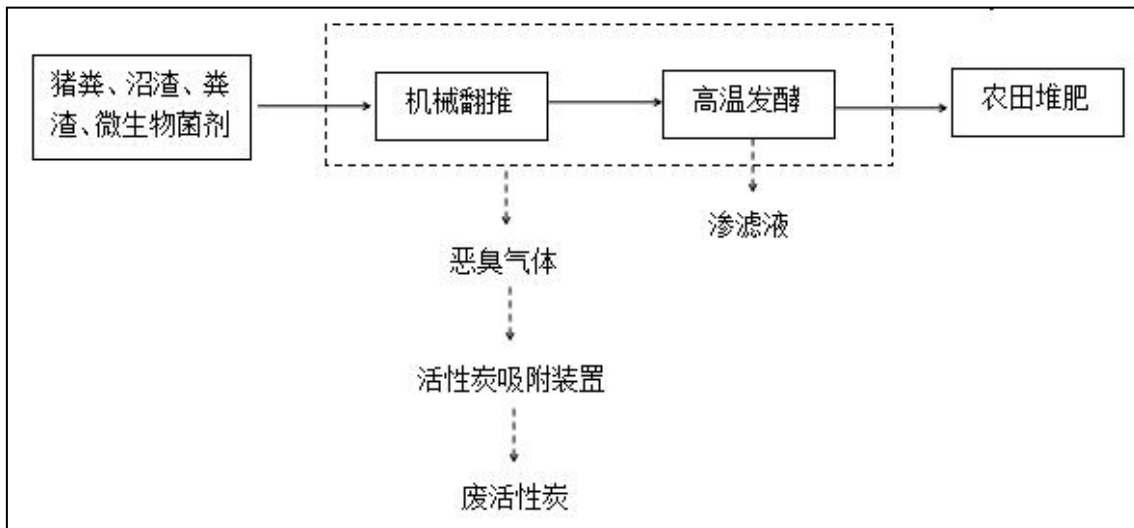 猪粪、沼渣、粪
渣、微生物菌剂
机械翻推
高温发酵
农田堆肥
渗滤液
恶臭气体
活性炭吸附装置
废活性炭